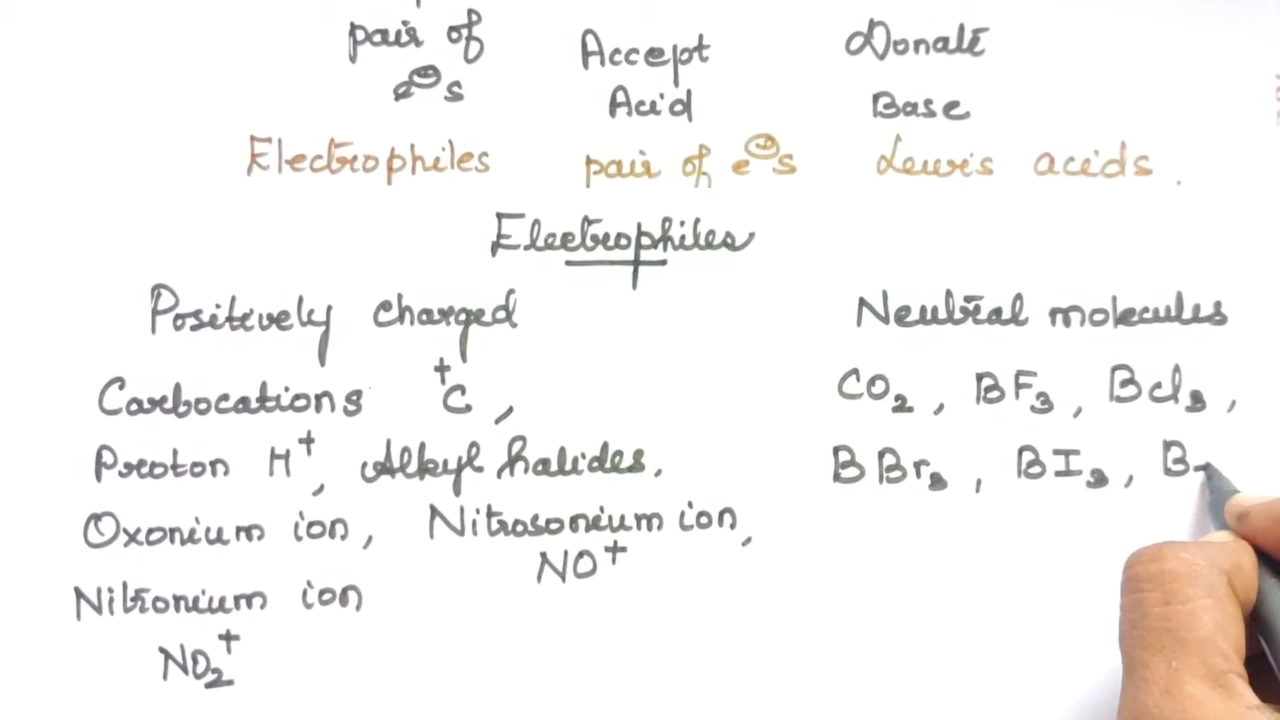 pair of Accept Donate
e⊖s Acid Base
Electrophiles pair of e⊖s Lewis acids.
Electrophiles
Positively charged Neutral molecules
Carbocations C⁺, CO₂, BF₃, BCl₃,
Proton H⁺, Alkyl halides. BBr₃, BI₃, B
Oxonium ion, Nitrosonium ion,
NO⁺
Nitronium ion
NO₂⁺